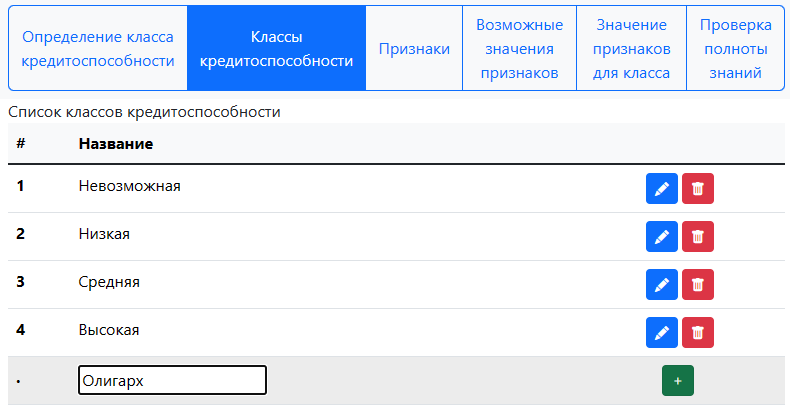 Определение класса
кредитоспособности
Классы
кредитоспособности
Признаки
Возможные
значения
признаков
Значение
признаков
для класса
Проверка
полноты
знаний
Список классов кредитоспособности
# Название
1 Невозможная
2 Низкая
3 Средняя
4 Высокая
• Олигарх +